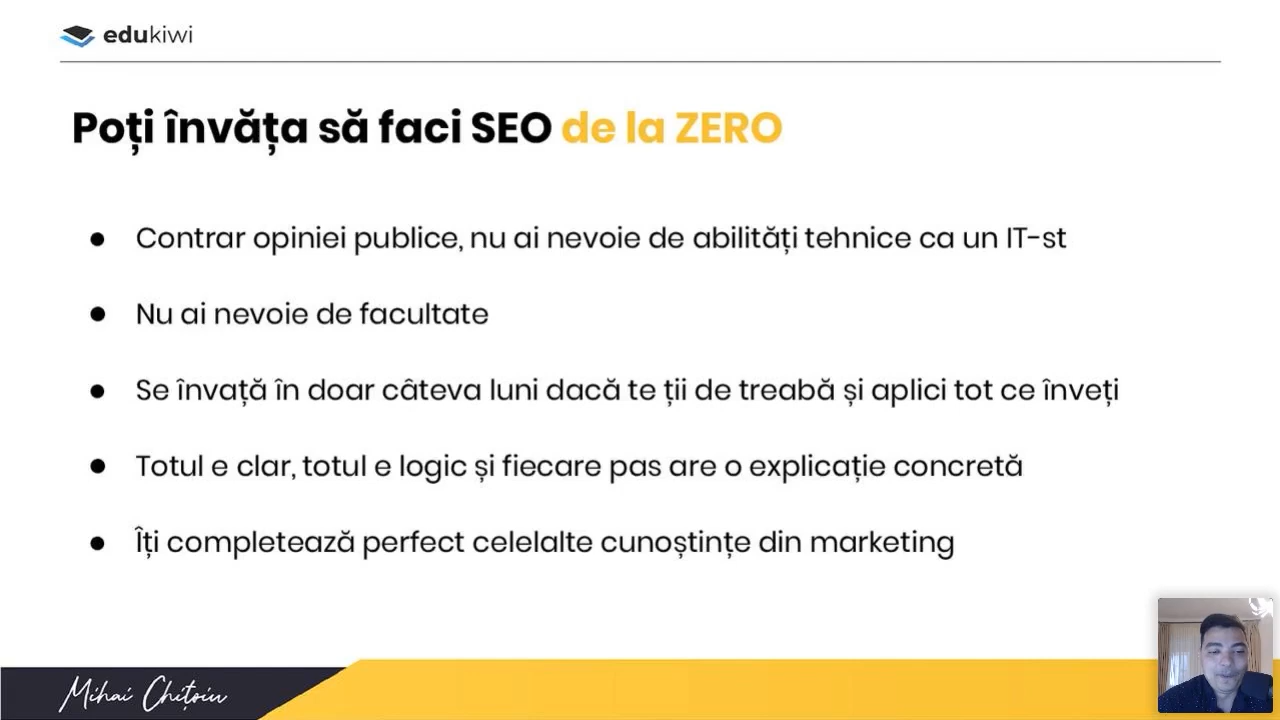 edukiwi
Poți învăța să faci SEO de la ZERO
● Contrar opiniei publice, nu ai nevoie de abilități tehnice ca un IT-st
● Nu ai nevoie de facultate
● Se învață în doar câteva luni dacă te ții de treabă și aplici tot ce înveți
● Totul e clar, totul e logic și fiecare pas are o explicație concretă
● Îți completează perfect celelalte cunoștințe din marketing
Mihai Chițoiu